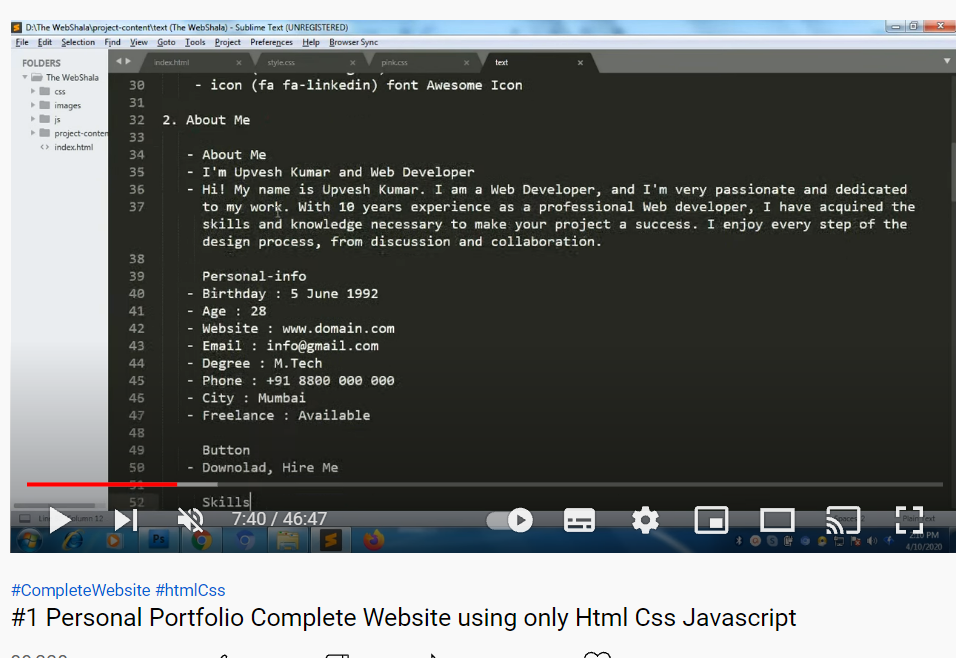 D:\The WebShala\project-content\text (The WebShala) - Sublime Text (UNREGISTERED)
File Edit Selection Find View Goto Tools Project Preferences Help Browser Sync
FOLDERS
The WebShala
css
images
js
project-conten
index.html
index.html × style.css × pink.css × text ×
30 - icon (fa fa-linkedin) font Awesome Icon
31
32 2. About Me
33
34 - About Me
35 - I'm Upvesh Kumar and Web Developer
36 - Hi! My name is Upvesh Kumar. I am a Web Developer, and I'm very passionate and dedicated
37 to my work. With 10 years experience as a professional Web developer, I have acquired the
skills and knowledge necessary to make your project a success. I enjoy every step of the
design process, from discussion and collaboration.
38
39 Personal-info
40 - Birthday : 5 June 1992
41 - Age : 28
42 - Website : www.domain.com
43 - Email : info@gmail.com
44 - Degree : M.Tech
45 - Phone : +91 8800 000 000
46 - City : Mumbai
47 - Freelance : Available
48
49 Button
50 - Downolad, Hire Me
51
52 Skills
7:40 / 46:47
Ps
2:10 PM
4/10/2020
#CompleteWebsite #htmlCss
#1 Personal Portfolio Complete Website using only Html Css Javascript